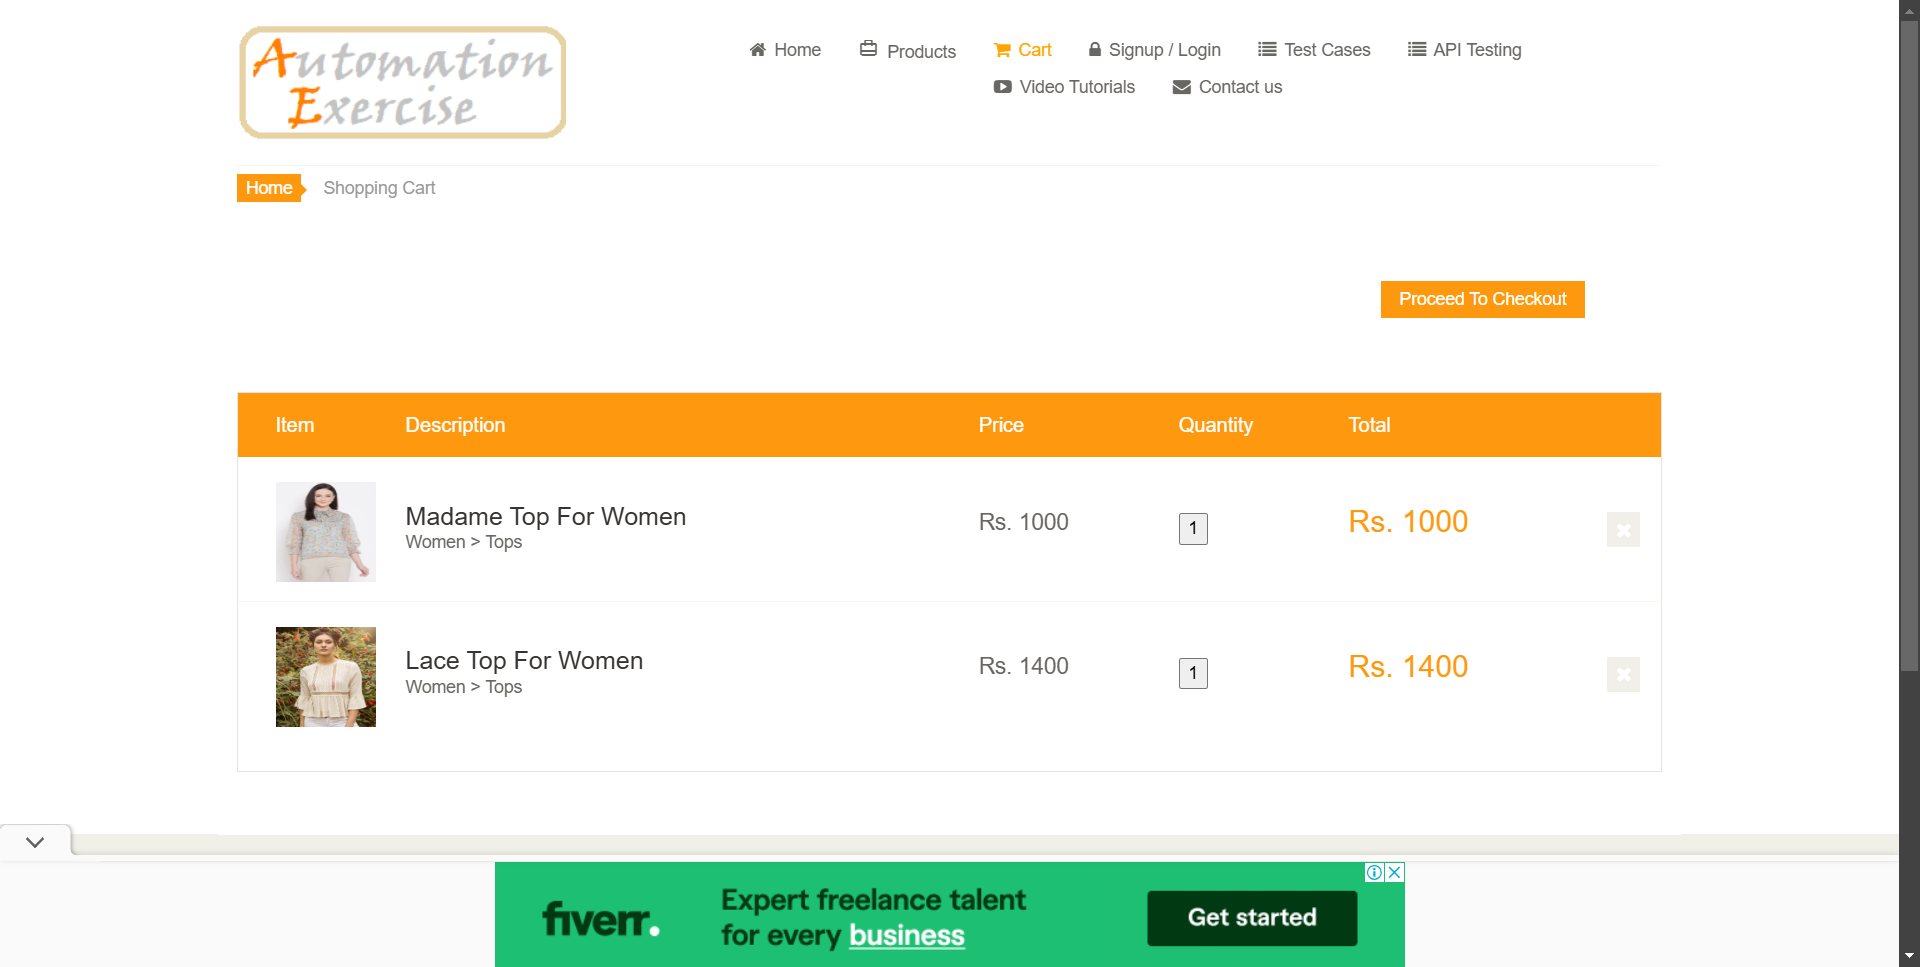 Automation
Exercise
Home
Products
Cart
Signup / Login
Test Cases
API Testing
Video Tutorials
Contact us
Home
Shopping Cart
Proceed To Checkout
Item Description Price Quantity Total
Madame Top For Women
Women > Tops
Rs. 1000
1
Rs. 1000
Lace Top For Women
Women > Tops
Rs. 1400
1
Rs. 1400
fiverr.
Expert freelance talent
for every business
Get started